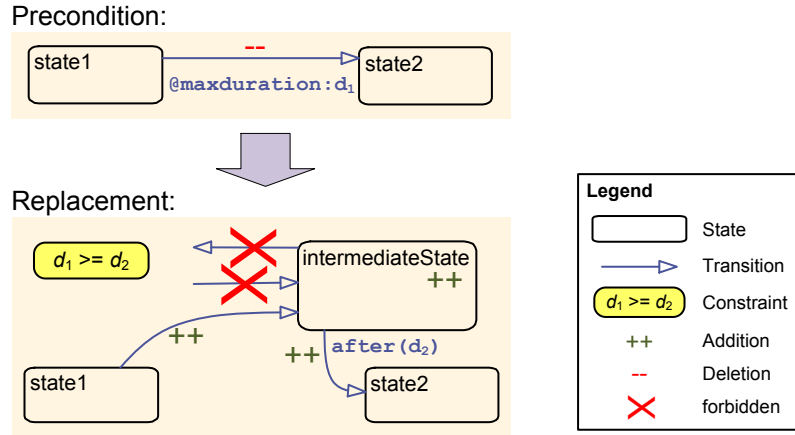 Precondition:
--
state1
state2
@maxduration:d₁
Replacement:
d₁ >= d₂
intermediateState
++
++
++
after(d₂)
state1
state2
Legend
State
Transition
d₁ >= d₂
Constraint
++
Addition
--
Deletion
forbidden